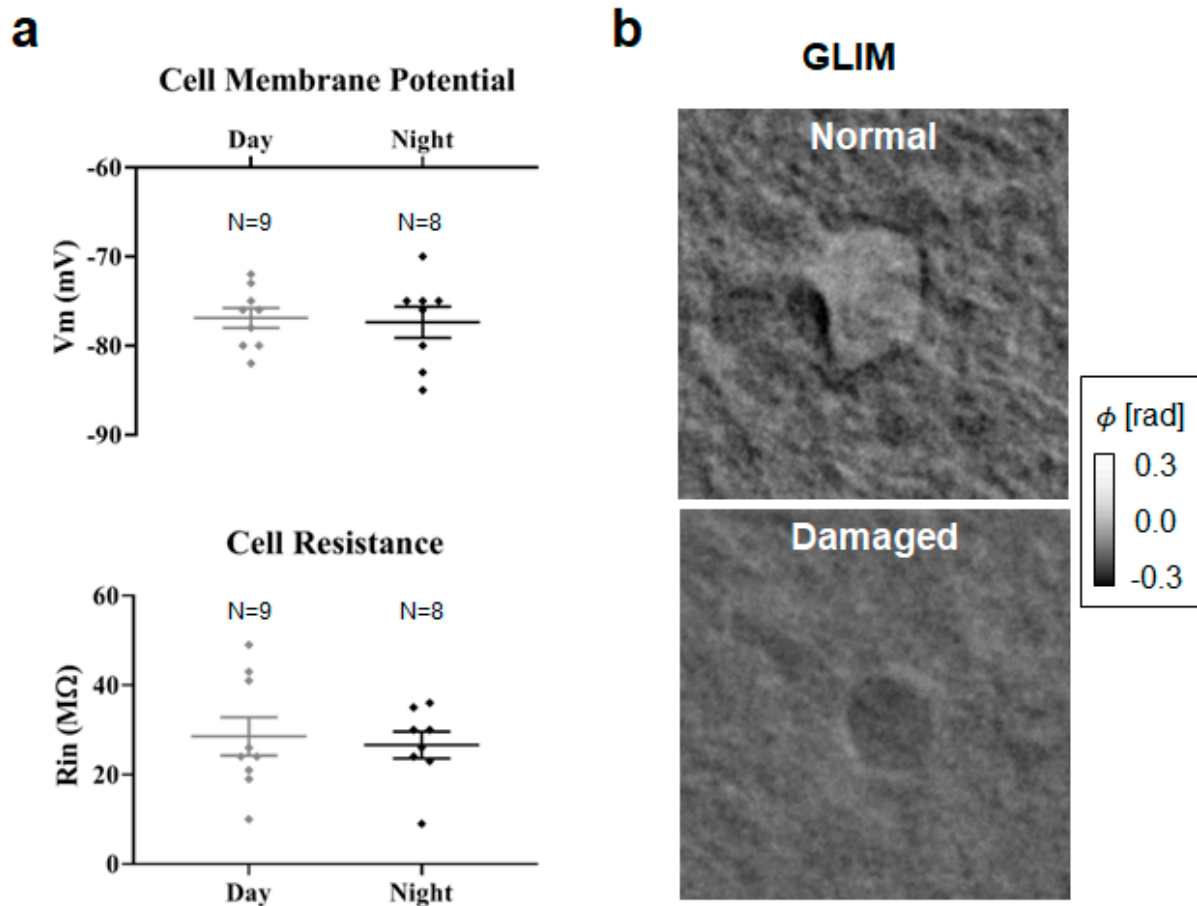 a
Cell Membrane Potential
Day Night
-60
N=9 N=8
-70
Vm (mV)
-80
-90
Cell Resistance
60
N=9 N=8
40
Rin (MΩ)
20
0
Day Night
b
GLIM
Normal
Damaged
ϕ [rad]
0.3
0.0
-0.3